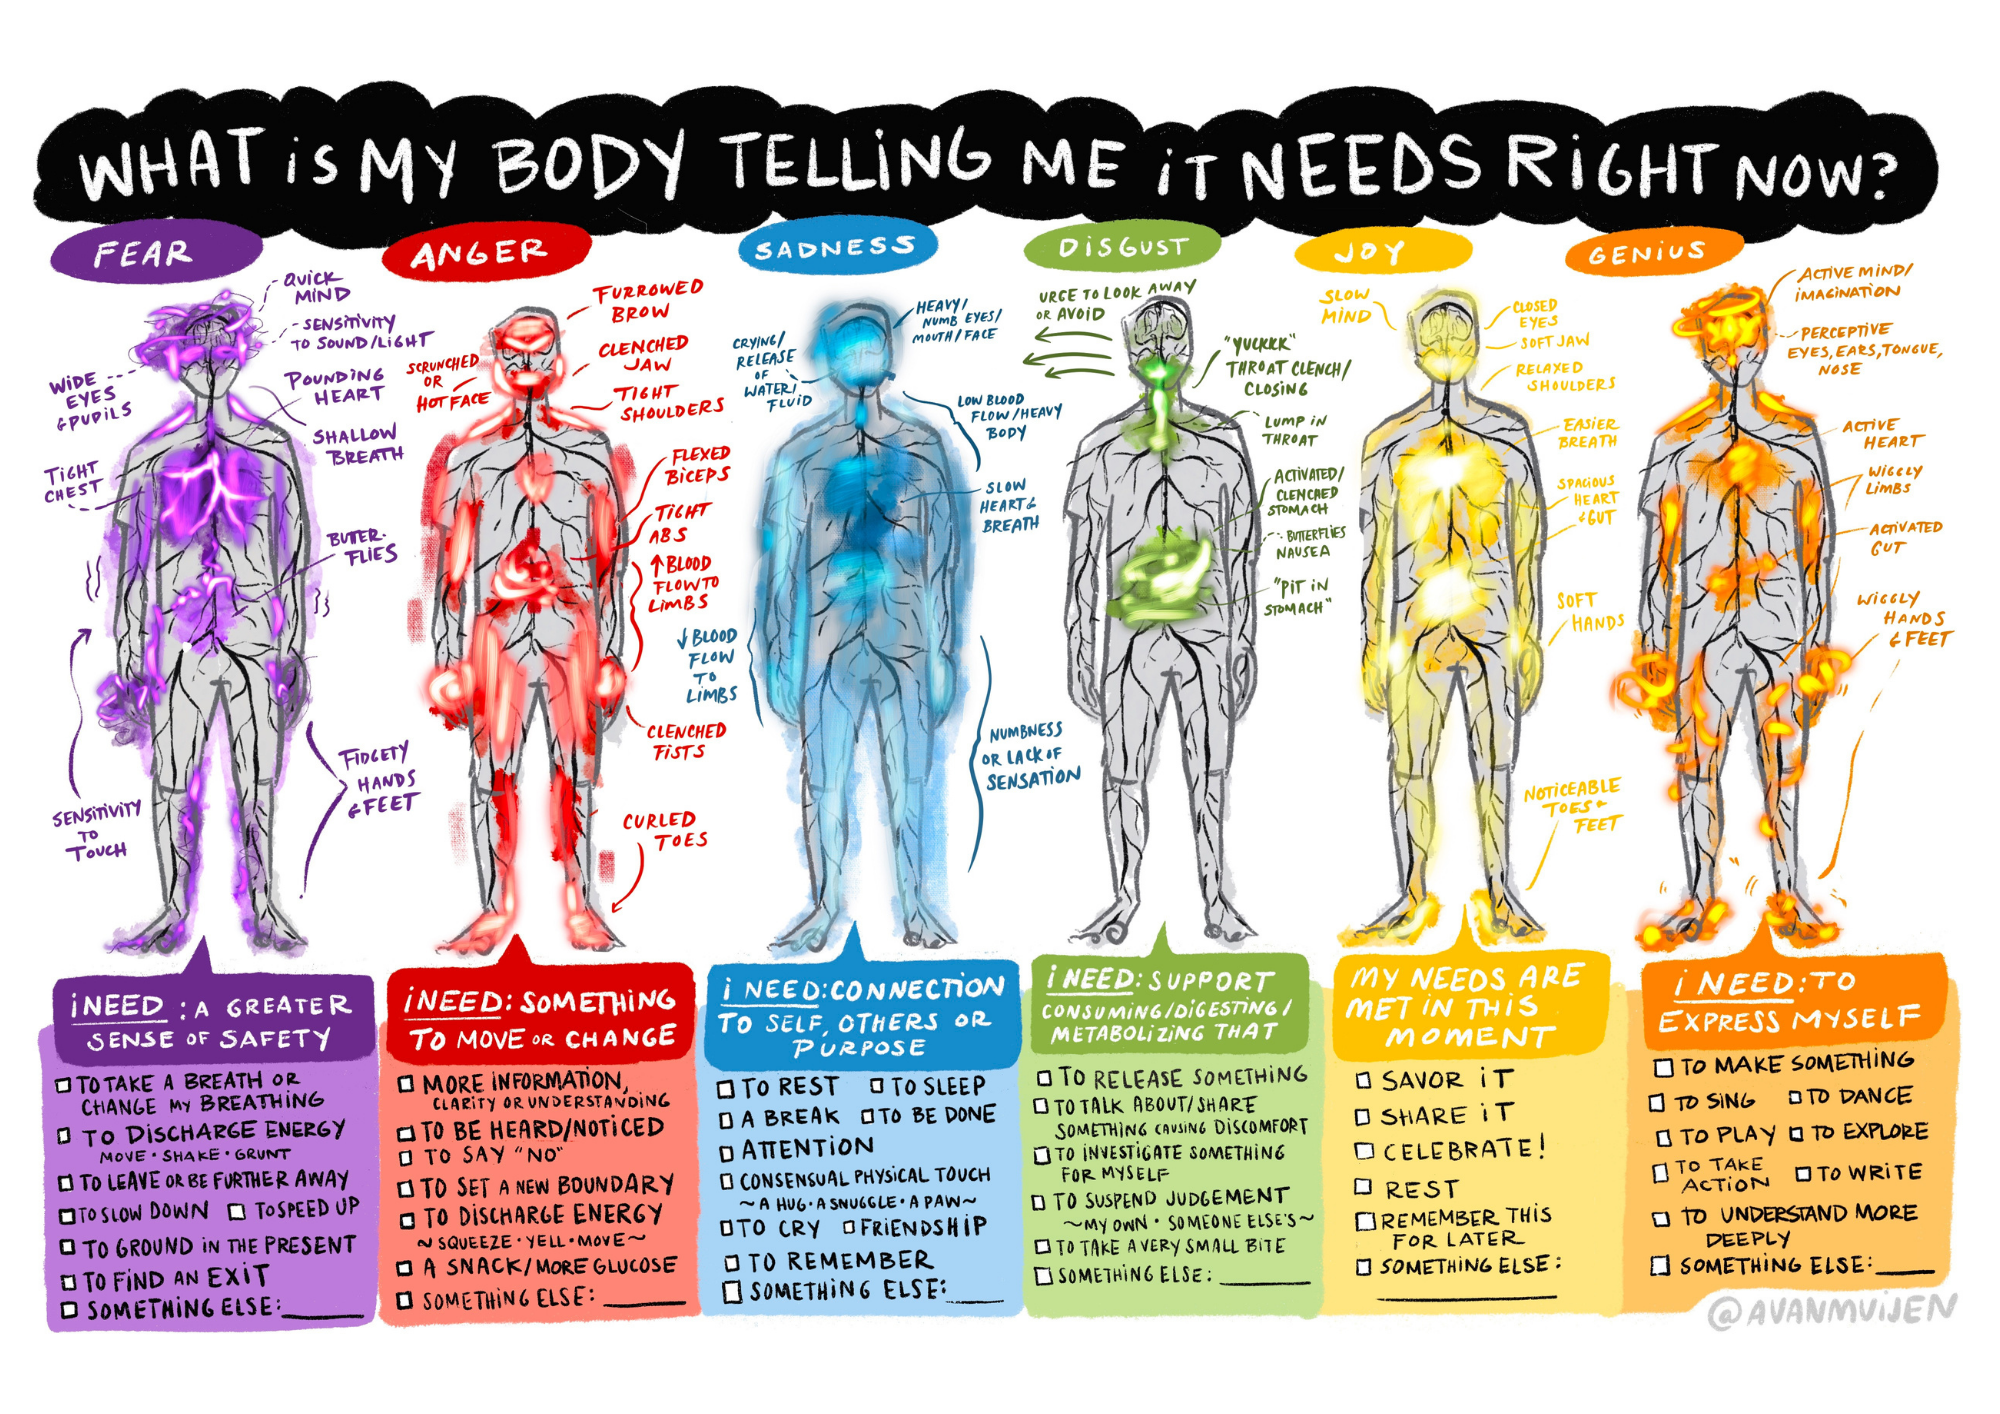 WHAT iS MY BODY TELLiNG ME iT NEEDS RiGHT NOW?
FEAR
QUiCK
MiND
SENSiTiViTY
TO SOUND/LiGHT
WiDE
EYES
& PUPiLS
POUNDiNG
HEART
SHALLOW
BREATH
TiGHT
CHEST
BUTER-
FLiES
SENSiTiViTY
TO
TOUCH
FiDGETY
HANDS
& FEET
iNEED: A GREATER
SENSE OF SAFETY
TO TAKE A BREATH OR
CHANGE MY BREATHiNG
TO DiSCHARGE ENERGY
MOVE · SHAKE · GRUNT
TO LEAVE OR BE FURTHER AWAY
TO SLOW DOWN TO SPEED UP
TO GROUND iN THE PRESENT
TO FiND AN EXiT
SOMETHiNG ELSE:______
ANGER
FURROWED
BROW
SCRUNCHED
OR
HOT FACE
CLENCHED
JAW
TiGHT
SHOULDERS
FLEXED
BiCEPS
TiGHT
ABS
↑ BLOOD
FLOW TO
LiMBS
CLENCHED
FiSTS
CURLED
TOES
iNEED: SOMETHiNG
TO MOVE OR CHANGE
MORE iNFORMATiON,
CLARiTY OR UNDERSTANDiNG
TO BE HEARD/NOTiCED
TO SAY "NO"
TO SET A NEW BOUNDARY
TO DiSCHARGE ENERGY
~ SQUEEZE · YELL · MOVE ~
A SNACK/MORE GLUCOSE
SOMETHiNG ELSE: ______
SADNESS
HEAVY/
NUMB EYES/
MOUTH/FACE
CRYiNG/
RELEASE
OF
WATER/
FLUiD
LOW BLOOD
FLOW/HEAVY
BODY
SLOW
HEART &
BREATH
↓ BLOOD
FLOW
TO
LiMBS
NUMBNESS
OR LACK OF
SENSATiON
i NEED: CONNECTiON
TO SELF, OTHERS OR
PURPOSE
TO REST TO SLEEP
A BREAK TO BE DONE
ATTENTiON
CONSENSUAL PHYSiCAL TOUCH
~ A HUG · A SNUGGLE · A PAW ~
TO CRY FRiENDSHiP
TO REMEMBER
SOMETHiNG ELSE: ____
DiSGUST
URGE TO LOOK AWAY
OR AVOiD
"YUCKKK"
THROAT CLENCH/
CLOSiNG
LUMP iN
THROAT
ACTiVATED/
CLENCHED
STOMACH
BUTTERFLiES
NAUSEA
"PiT iN
STOMACH"
i NEED: SUPPORT
CONSUMiNG/DiGESTiNG/
METABOLiZiNG THAT
TO RELEASE SOMETHiNG
TO TALK ABOUT/SHARE
SOMETHiNG CAUSiNG DiSCOMFORT
TO iNVESTiGATE SOMETHiNG
FOR MYSELF
TO SUSPEND JUDGEMENT
~ MY OWN · SOMEONE ELSE'S ~
TO TAKE A VERY SMALL BiTE
SOMETHiNG ELSE: ______
JOY
SLOW
MiND
CLOSED
EYES
SOFT JAW
RELAXED
SHOULDERS
EASiER
BREATH
SPACiOUS
HEART
& GUT
SOFT
HANDS
NOTiCEABLE
TOES &
FEET
MY NEEDS ARE
MET iN THiS
MOMENT
SAVOR iT
SHARE iT
CELEBRATE!
REST
REMEMBER THiS
FOR LATER
SOMETHiNG ELSE:
____________
GENiUS
ACTiVE MiND/
iMAGiNATiON
PERCEPTiVE
EYES, EARS, TONGUE,
NOSE
ACTiVE
HEART
WiGGLY
LiMBS
ACTiVATED
GUT
WiGGLY
HANDS
& FEET
i NEED: TO
EXPRESS MYSELF
TO MAKE SOMETHiNG
TO SiNG TO DANCE
TO PLAY TO EXPLORE
TO TAKE
ACTiON TO WRiTE
TO UNDERSTAND MORE
DEEPLY
SOMETHiNG ELSE: ____
@AVANMUiJEN